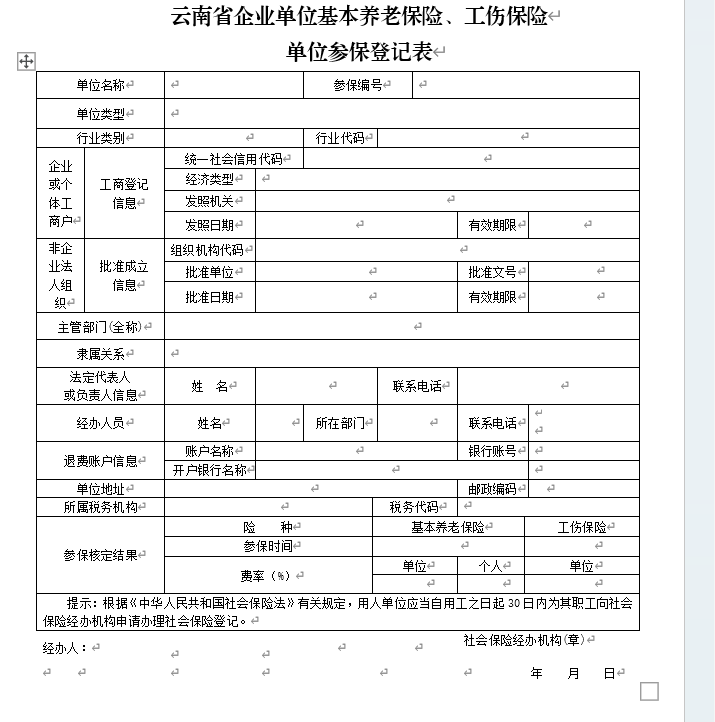 云南省企业单位基本养老保险、工伤保险
单位参保登记表
单位名称 参保编号
单位类型
行业类别 行业代码
企业或个体工商户 工商登记信息 统一社会信用代码
经济类型
发照机关
发照日期 有效期限
非企业法人组织 批准成立信息 组织机构代码
批准单位 批准文号
批准日期 有效期限
主管部门(全称)
隶属关系
法定代表人
或负责人信息 姓 名 联系电话
经办人员 姓名 所在部门 联系电话
退费账户信息 账户名称 银行账号
开户银行名称
单位地址 邮政编码
所属税务机构 税务代码
参保核定结果 险 种 基本养老保险 工伤保险
参保时间
费率（%） 单位 个人 单位
提示：根据《中华人民共和国社会保险法》有关规定，用人单位应当自用工之日起30日内为其职工向社会
保险经办机构申请办理社会保险登记。
经办人： 社会保险经办机构(章)
年 月 日